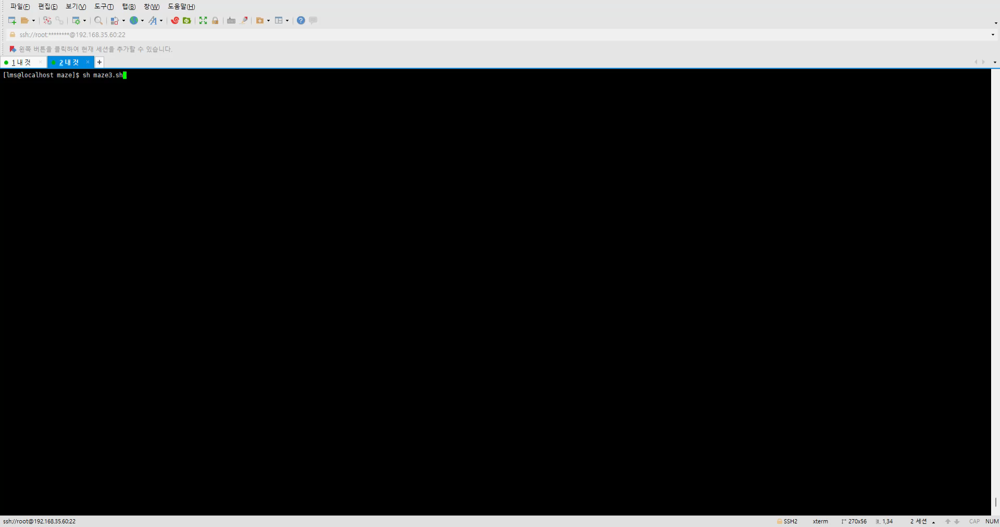 파일(F) 편집(E) 보기(V) 도구(T) 탭(B) 창(W) 도움말(H)
ssh://root:********@192.168.35.60:22
왼쪽 버튼을 클릭하여 현재 세션을 추가할 수 있습니다.
1 내 것 × 2 내 것 × +
[lms@localhost maze]$ sh maze3.sh
ssh://root@192.168.35.60:22 SSH2 xterm 270x56 1,34 2 세션 CAP NUM